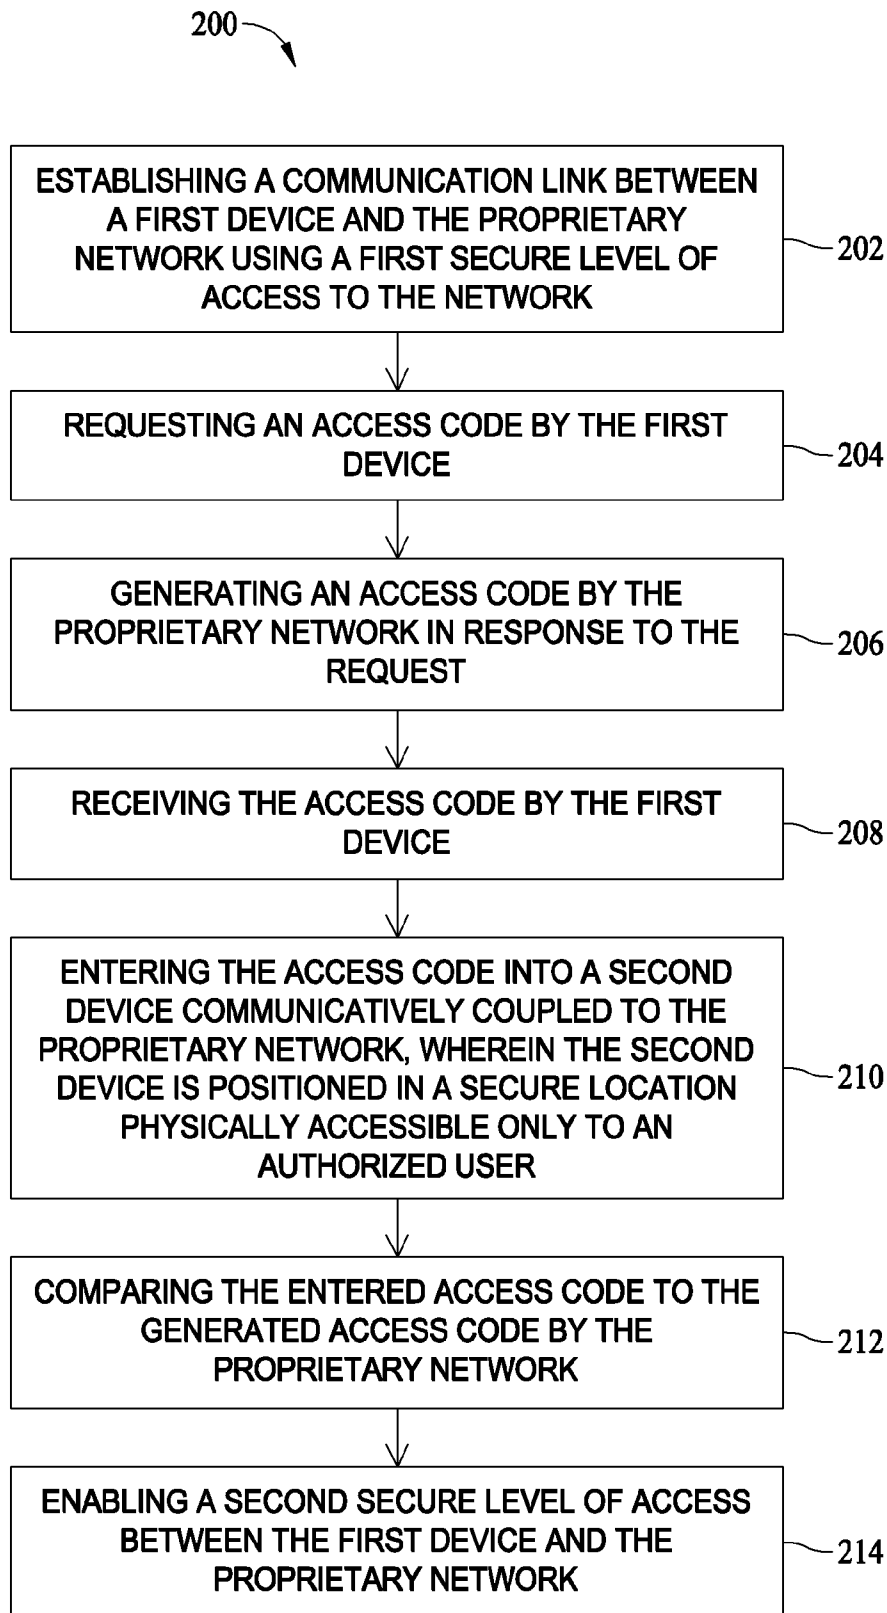 200
ESTABLISHING A COMMUNICATION LINK BETWEEN
A FIRST DEVICE AND THE PROPRIETARY
NETWORK USING A FIRST SECURE LEVEL OF
ACCESS TO THE NETWORK
202
REQUESTING AN ACCESS CODE BY THE FIRST
DEVICE
204
GENERATING AN ACCESS CODE BY THE
PROPRIETARY NETWORK IN RESPONSE TO THE
REQUEST
206
RECEIVING THE ACCESS CODE BY THE FIRST
DEVICE
208
ENTERING THE ACCESS CODE INTO A SECOND
DEVICE COMMUNICATIVELY COUPLED TO THE
PROPRIETARY NETWORK, WHEREIN THE SECOND
DEVICE IS POSITIONED IN A SECURE LOCATION
PHYSICALLY ACCESSIBLE ONLY TO AN
AUTHORIZED USER
210
COMPARING THE ENTERED ACCESS CODE TO THE
GENERATED ACCESS CODE BY THE
PROPRIETARY NETWORK
212
ENABLING A SECOND SECURE LEVEL OF ACCESS
BETWEEN THE FIRST DEVICE AND THE
PROPRIETARY NETWORK
214